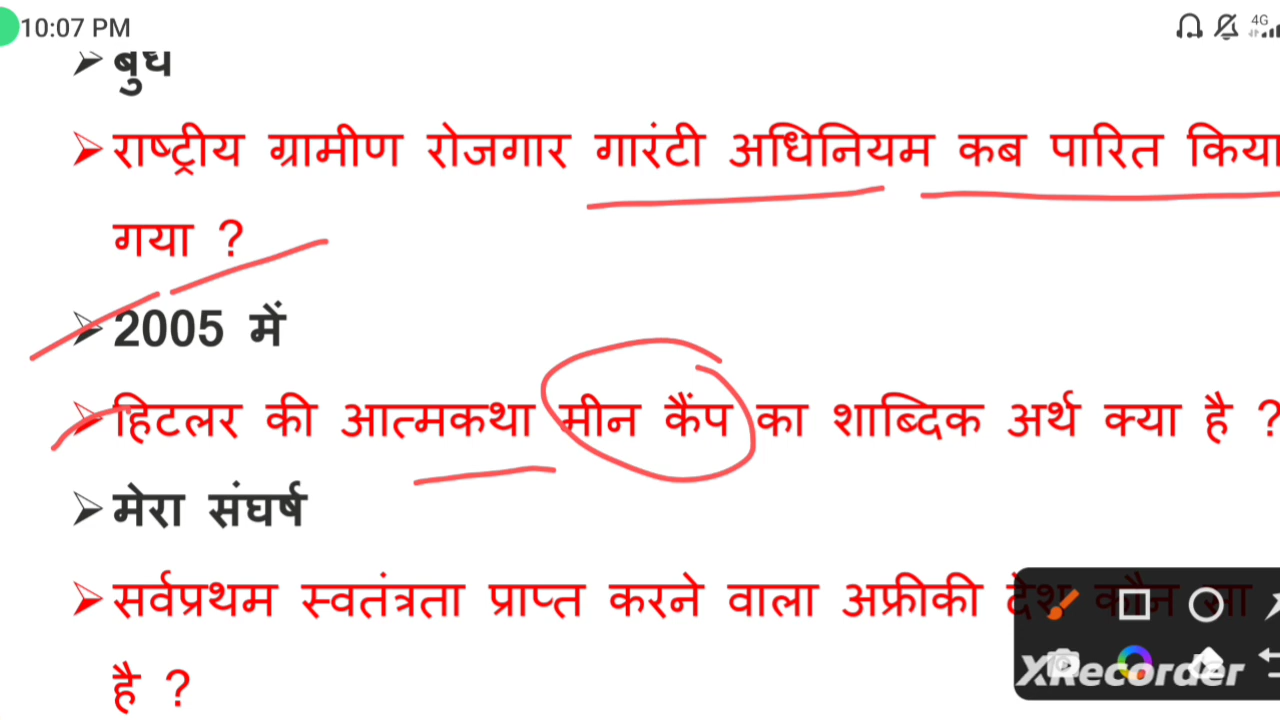 10:07 PM
4G
➢ बुध
➢ राष्ट्रीय ग्रामीण रोजगार गारंटी अधिनियम कब पारित किया
गया ?
➢ 2005 में
➢ हिटलर की आत्मकथा मीन कैंप का शाब्दिक अर्थ क्या है ?
➢ मेरा संघर्ष
➢ सर्वप्रथम स्वतंत्रता प्राप्त करने वाला अफ्रीकी देश कौन सा
है ?
XRecorder